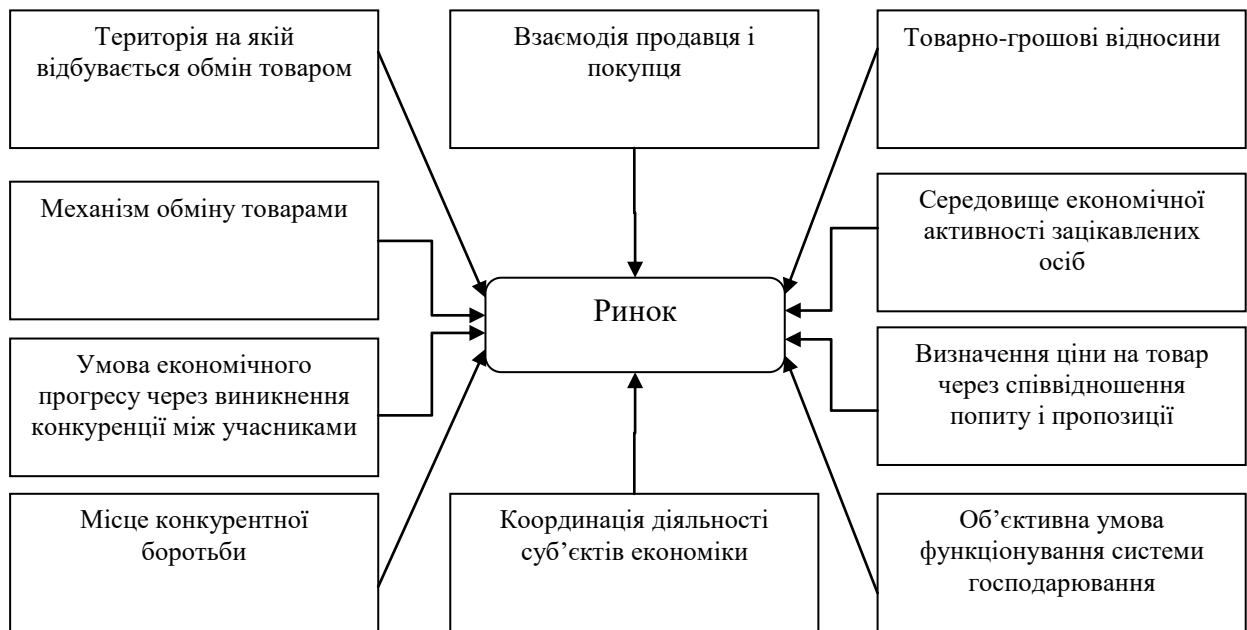 Територія на якій
відбувається обмін товаром
Взаємодія продавця і
покупця
Товарно-грошові відносини
Механізм обміну товарами
Середовище економічної
активності зацікавлених
осіб
Ринок
Умова економічного
прогресу через виникнення
конкуренції між учасниками
Визначення ціни на товар
через співвідношення
попиту і пропозиції
Місце конкурентної
боротьби
Координація діяльності
суб’єктів економіки
Об’єктивна умова
функціонування системи
господарювання